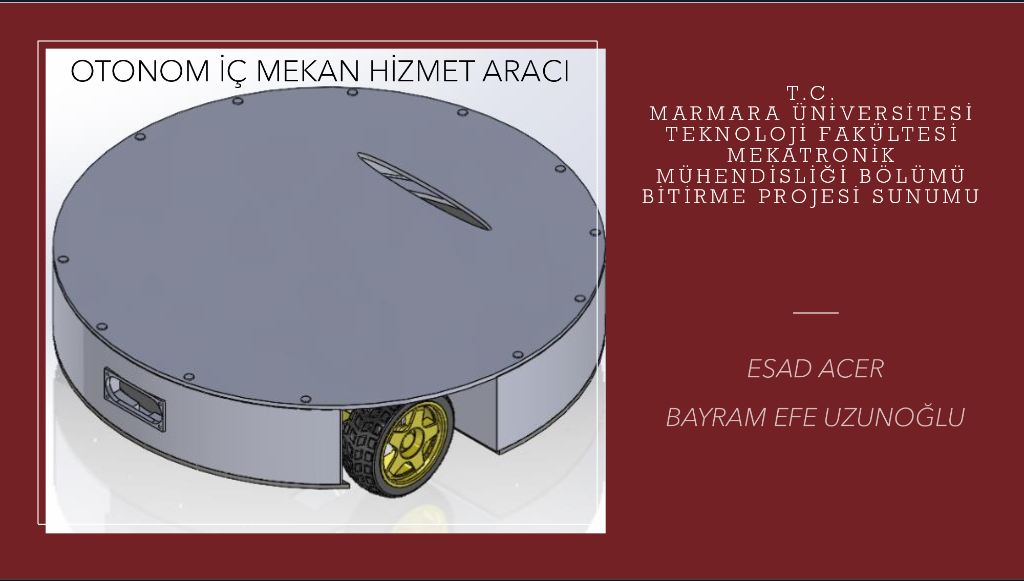 OTONOM İÇ MEKAN HİZMET ARACI
T.C.
MARMARA ÜNİVERSİTESİ
TEKNOLOJİ FAKÜLTESİ
MEKATRONİK
MÜHENDİSLİĞİ BÖLÜMÜ
BİTİRME PROJESİ SUNUMU
ESAD ACER
BAYRAM EFE UZUNOĞLU